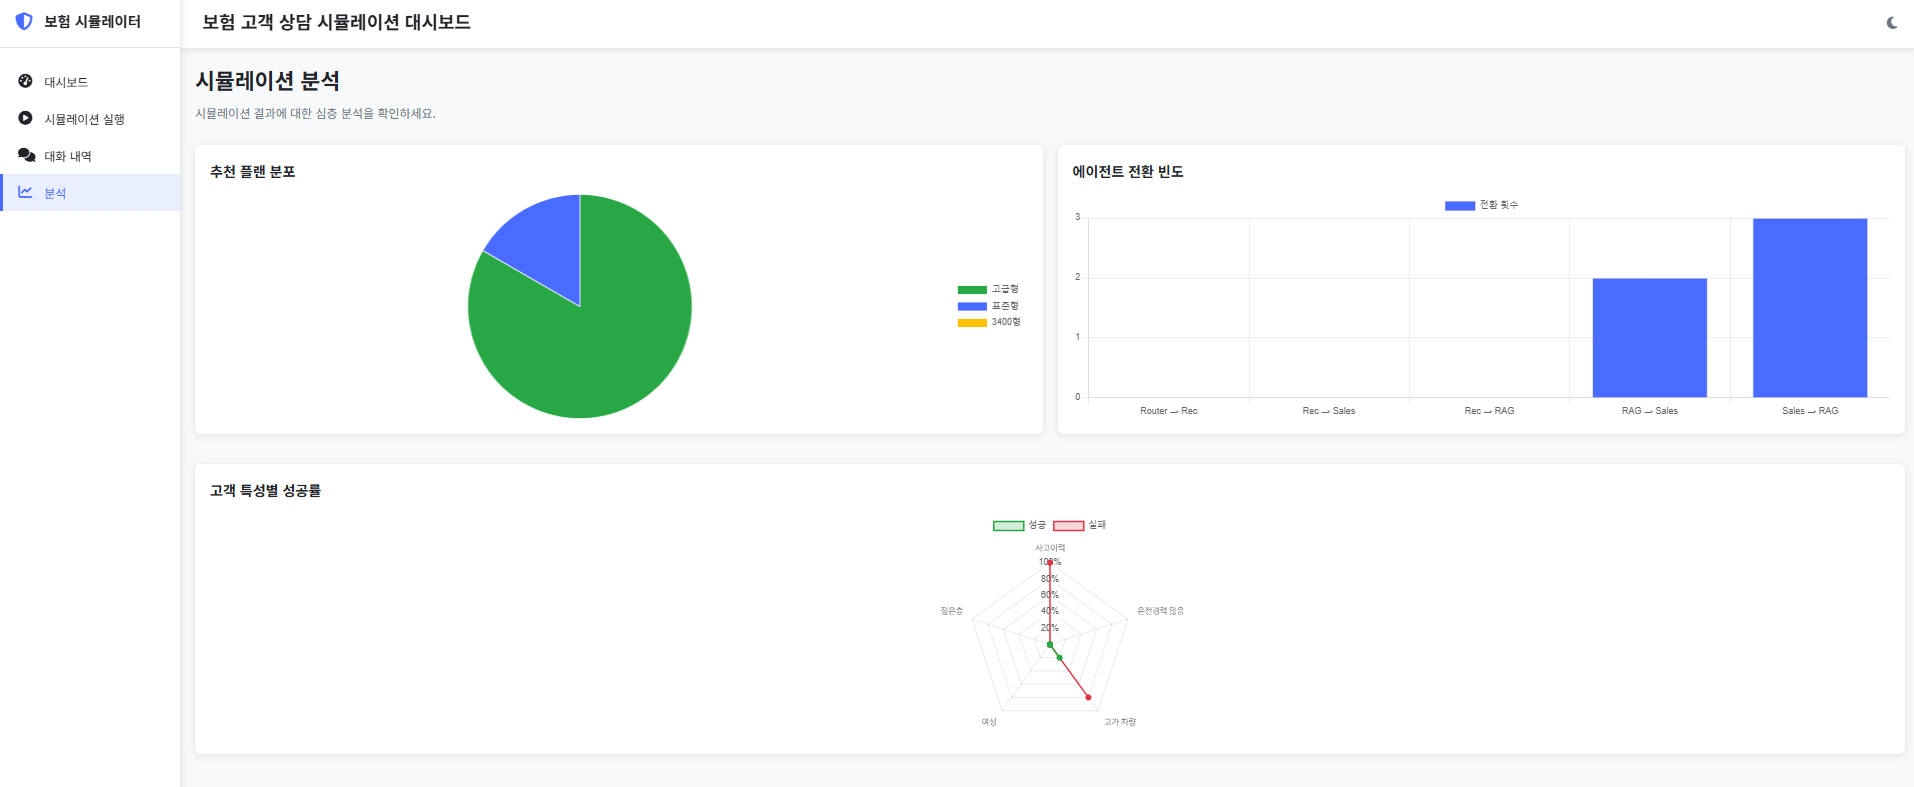 보험 시뮬레이터
보험 고객 상담 시뮬레이션 대시보드
대시보드
시뮬레이션 실행
대화 내역
분석
시뮬레이션 분석
시뮬레이션 결과에 대한 심층 분석을 확인하세요.
추천 플랜 분포
고급형
표준형
3400형
에이전트 전환 빈도
전환 횟수
3
2
1
0
Router → Rec
Rec → Sales
Rec → RAG
RAG → Sales
Sales → RAG
고객 특성별 성공률
성공
실패
사고이력
100%
80%
60%
40%
20%
젊은층
운전경력 많음
여성
고가 차량